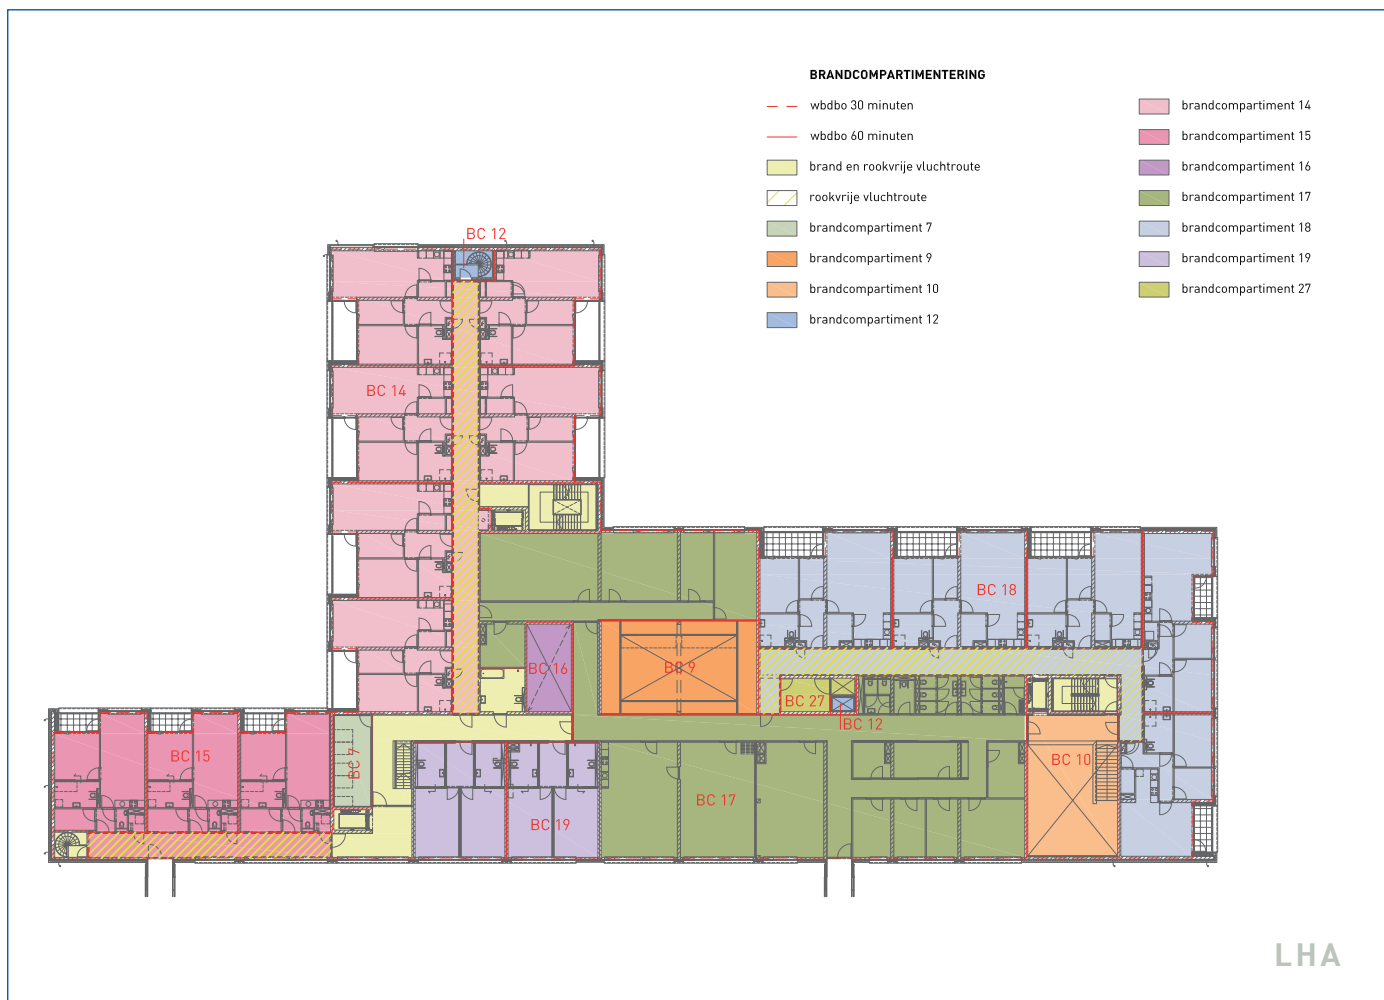 BRANDCOMPARTIMENTERING
wbdbo 30 minuten
wbdbo 60 minuten
brand en rookvrije vluchtroute
rookvrije vluchtroute
brandcompartiment 7
brandcompartiment 9
brandcompartiment 10
brandcompartiment 12
brandcompartiment 14
brandcompartiment 15
brandcompartiment 16
brandcompartiment 17
brandcompartiment 18
brandcompartiment 19
brandcompartiment 27
BC 12
BC 14
BC 18
BC 16
BC 9
BC 27
BC 12
BC 15
BC 7
BC 10
BC 17
BC 19
LHA